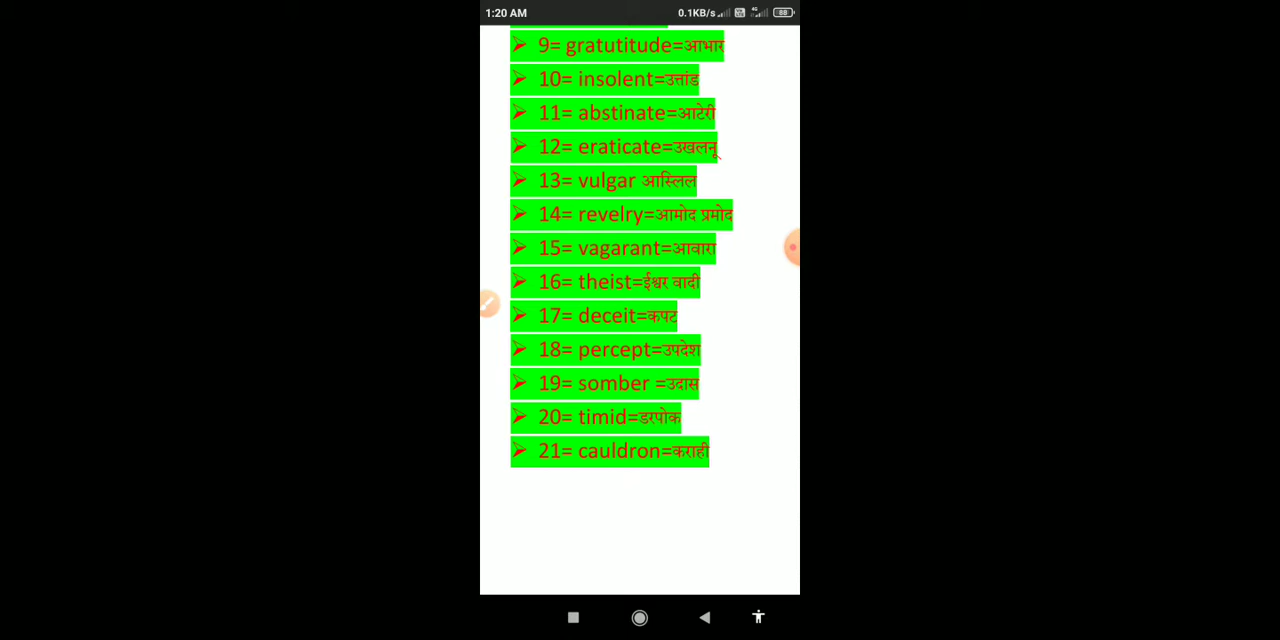 1:20 AM 0.1KB/s 4G 88
➢ 9= gratutitude=आभार
➢ 10= insolent=उत्तांड
➢ 11= abstinate=आटेरी
➢ 12= eraticate=उखलनू
➢ 13= vulgar आस्लिल
➢ 14= revelry=आमोद प्रमोद
➢ 15= vagarant=आवारा
➢ 16= theist=ईश्वर वादी
➢ 17= deceit=कपट
➢ 18= percept=उपदेश
➢ 19= somber =उदास
➢ 20= timid=डरपोक
➢ 21= cauldron=कराही